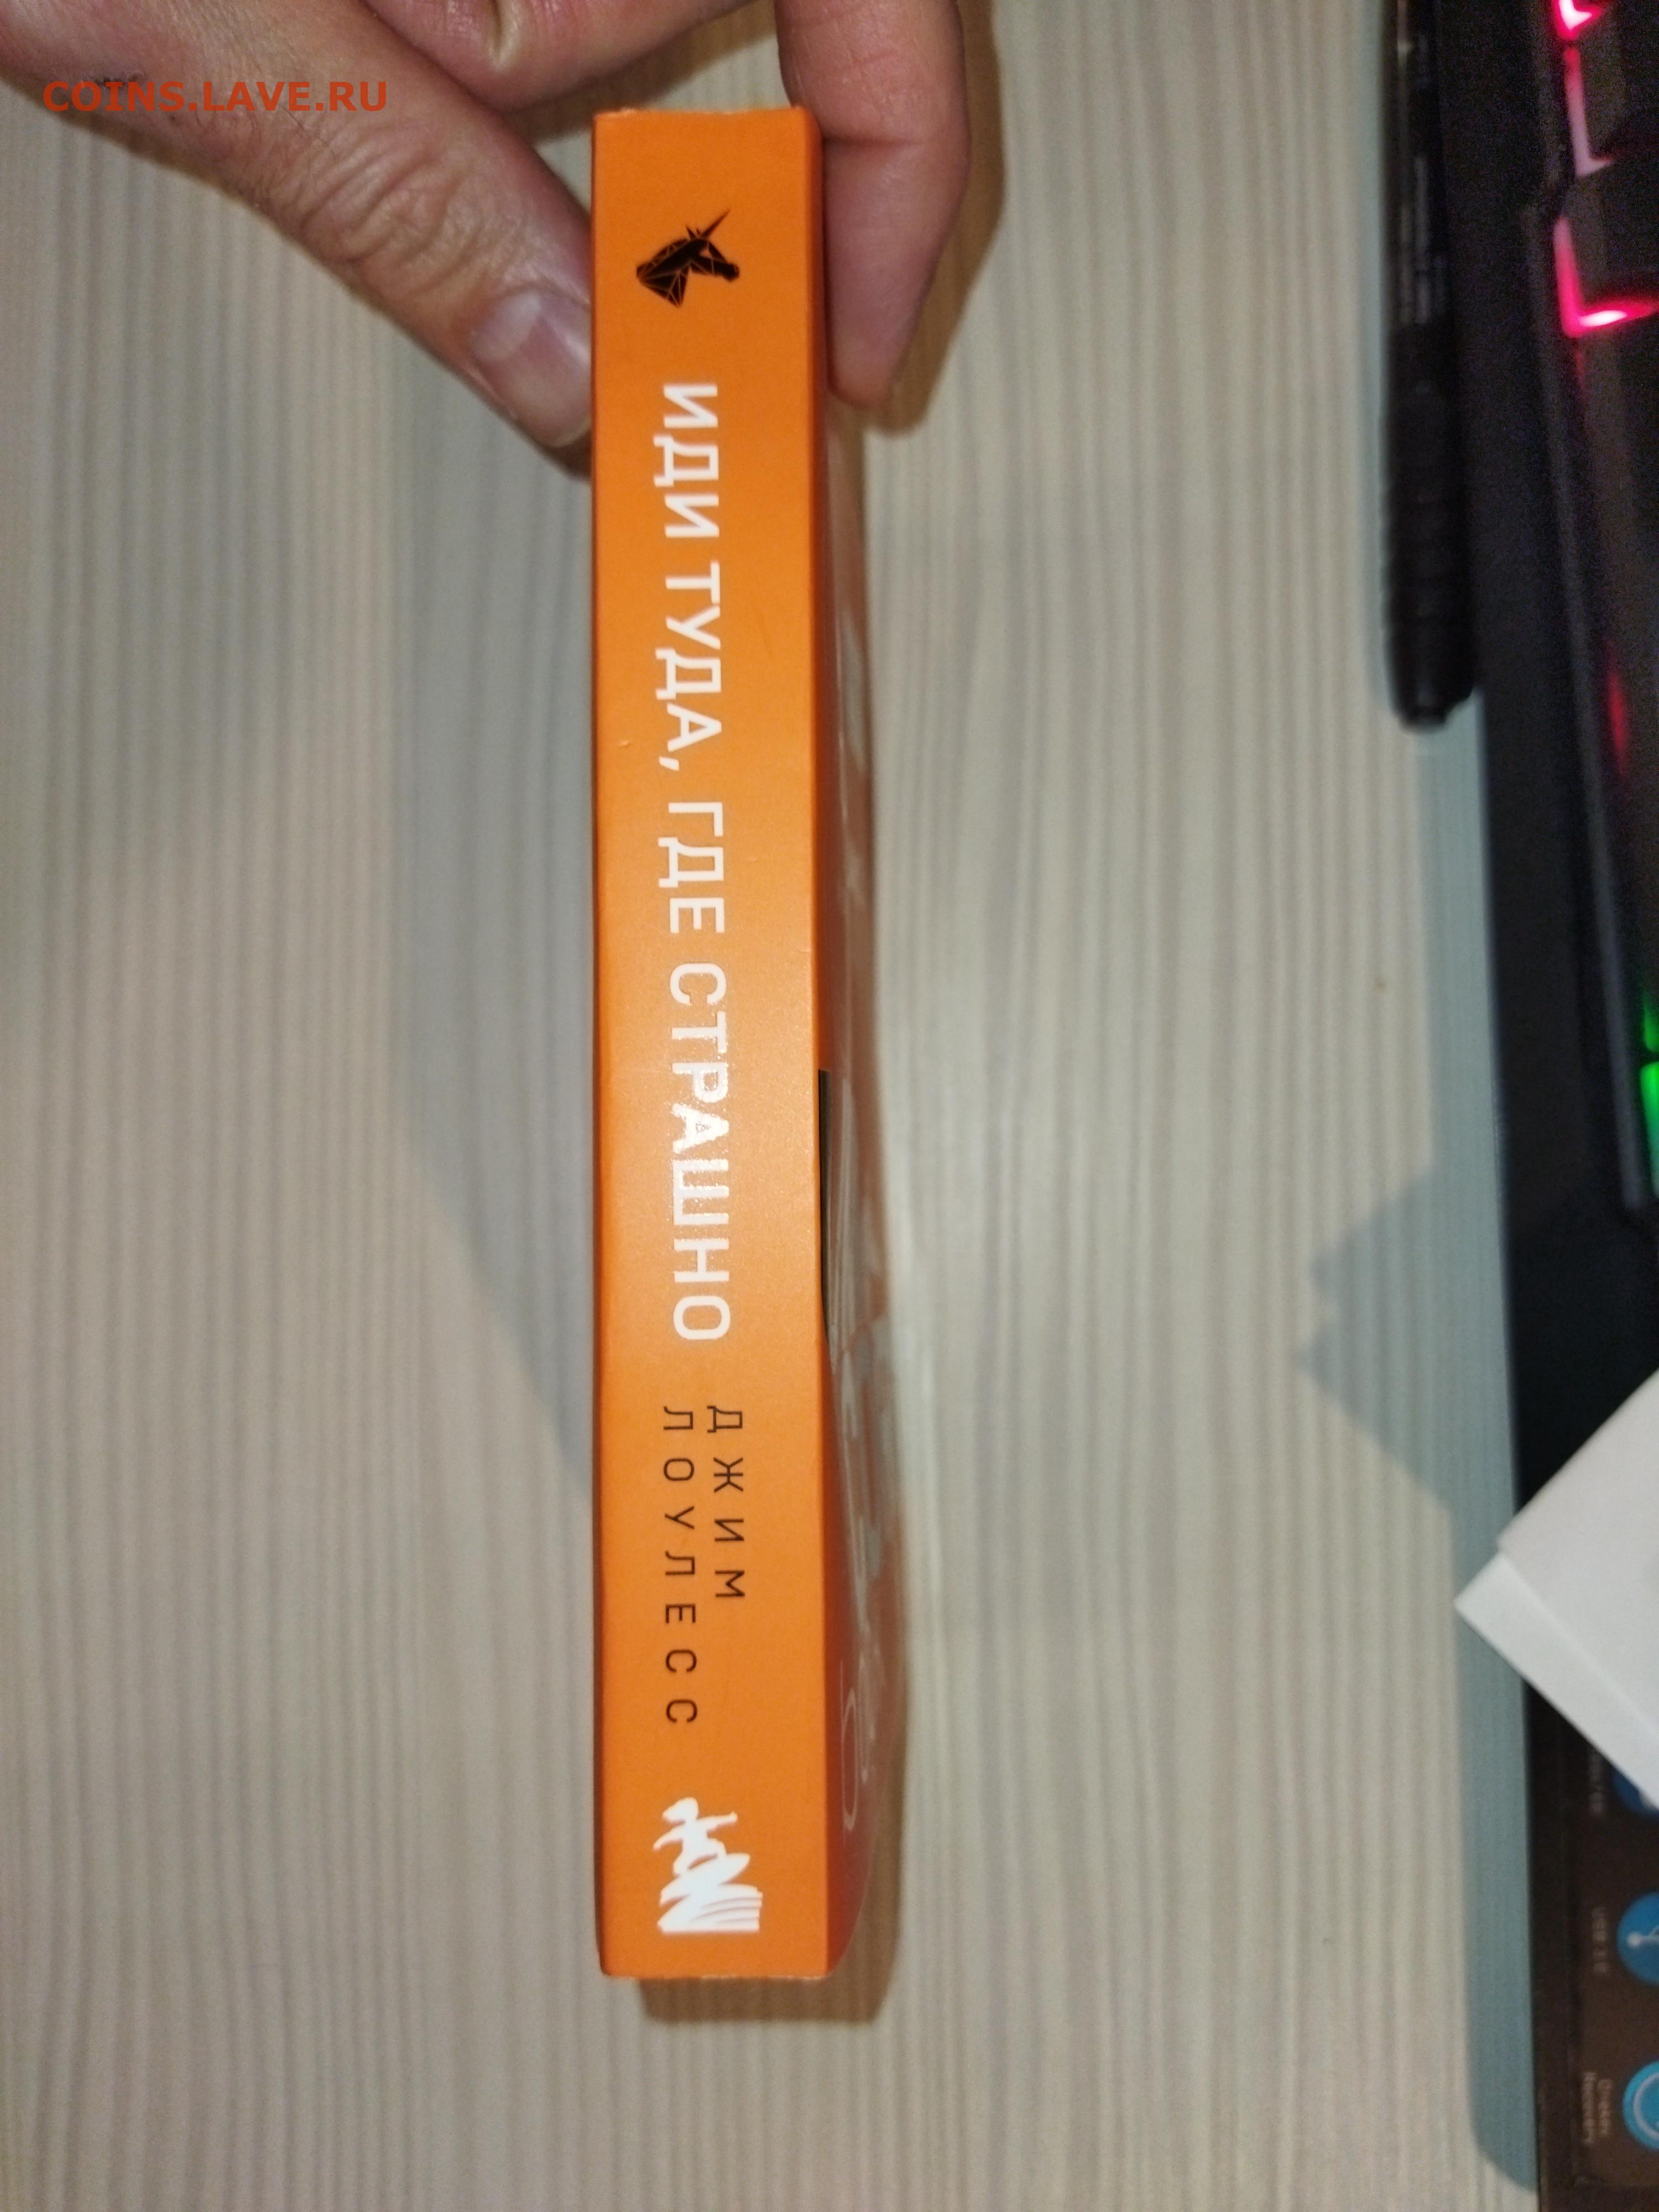 COINS.LAVE.RU
ИДИ ТУДА, ГДЕ СТРАШНО
ДЖИМ
ЛОУЛЕСС